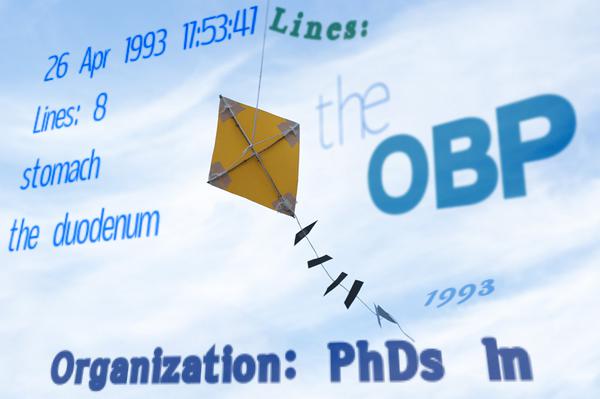 26 Apr 1993 11:53:41
Lines:
Lines: 8
stomach
the duodenum
the
OBP
1993
Organization: PhDs In